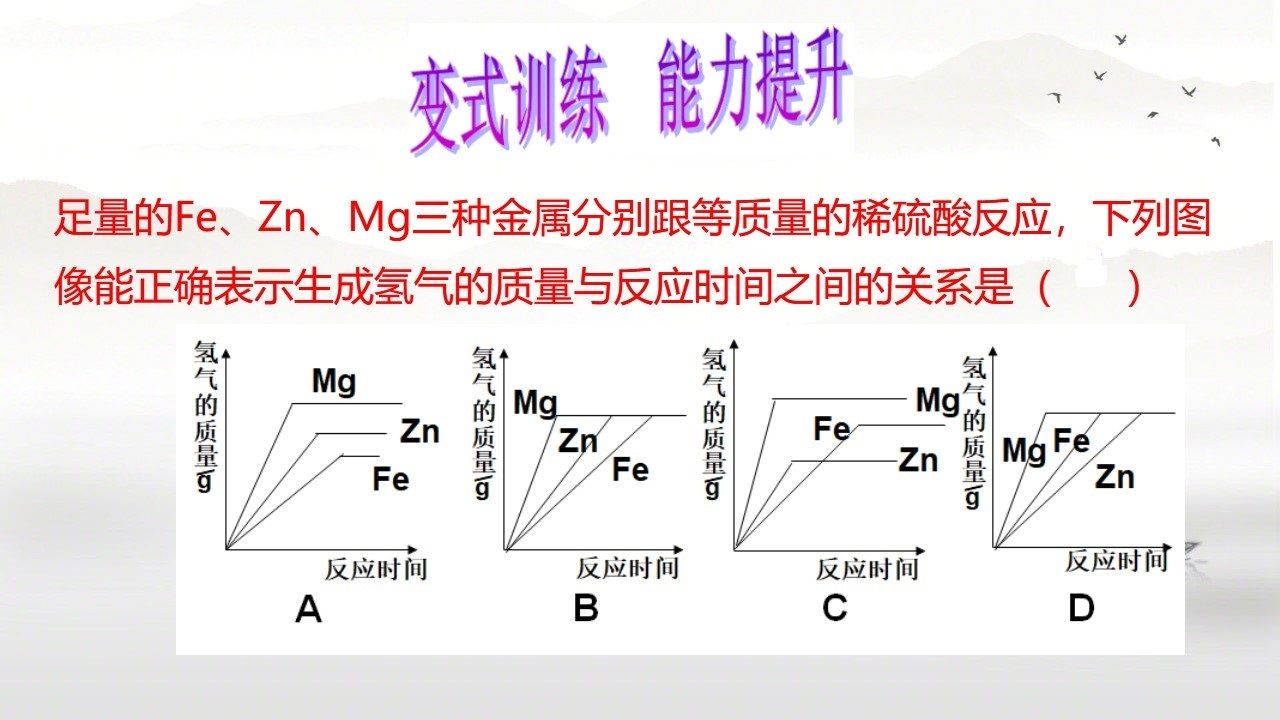 变式训练 能力提升
足量的Fe、Zn、Mg三种金属分别跟等质量的稀硫酸反应，下列图
像能正确表示生成氢气的质量与反应时间之间的关系是（ ）
氢气的质量/g
Mg
Zn
Fe
反应时间
A
氢气的质量/g
Mg
Zn
Fe
反应时间
B
氢气的质量/g
Mg
Fe
Zn
反应时间
C
氢气的质量/g
Mg
Fe
Zn
反应时间
D